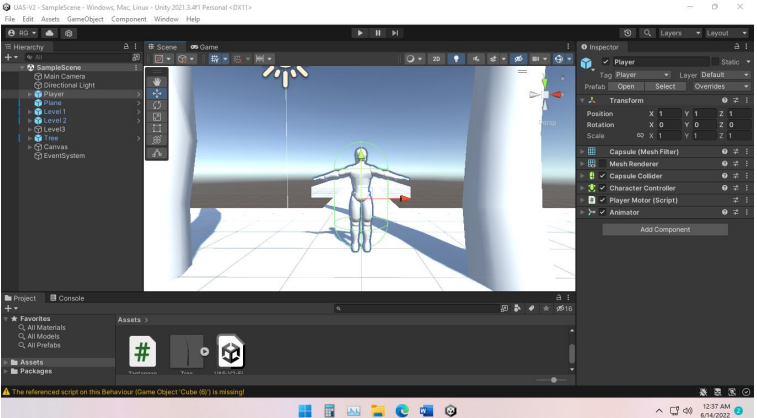 UAS-V2 - SampleScene - Windows, Mac, Linux - Unity 2021.3.4f1 Personal <DX11>
File Edit Assets GameObject Component Window Help
RG
Layers
Layout
Hierarchy
All
SampleScene
Main Camera
Directional Light
Player
Plane
Level 1
Level 2
Level3
Tree
Canvas
EventSystem
Scene
Game
2D
Persp
Inspector
Player
Static
Tag Player
Layer Default
Prefab Open Select Overrides
Transform
Position X 1 Y 1 Z 1
Rotation X 0 Y 0 Z 0
Scale X 1 Y 1 Z 1
Capsule (Mesh Filter)
Mesh Renderer
Capsule Collider
Character Controller
Player Motor (Script)
Animator
Add Component
Project
Console
16
Favorites
All Materials
All Models
All Prefabs
Assets
Packages
Assets >
#
Tree
The referenced script on this Behaviour (Game Object 'Cube (6)') is missing!
12:37 AM
6/14/2022
2